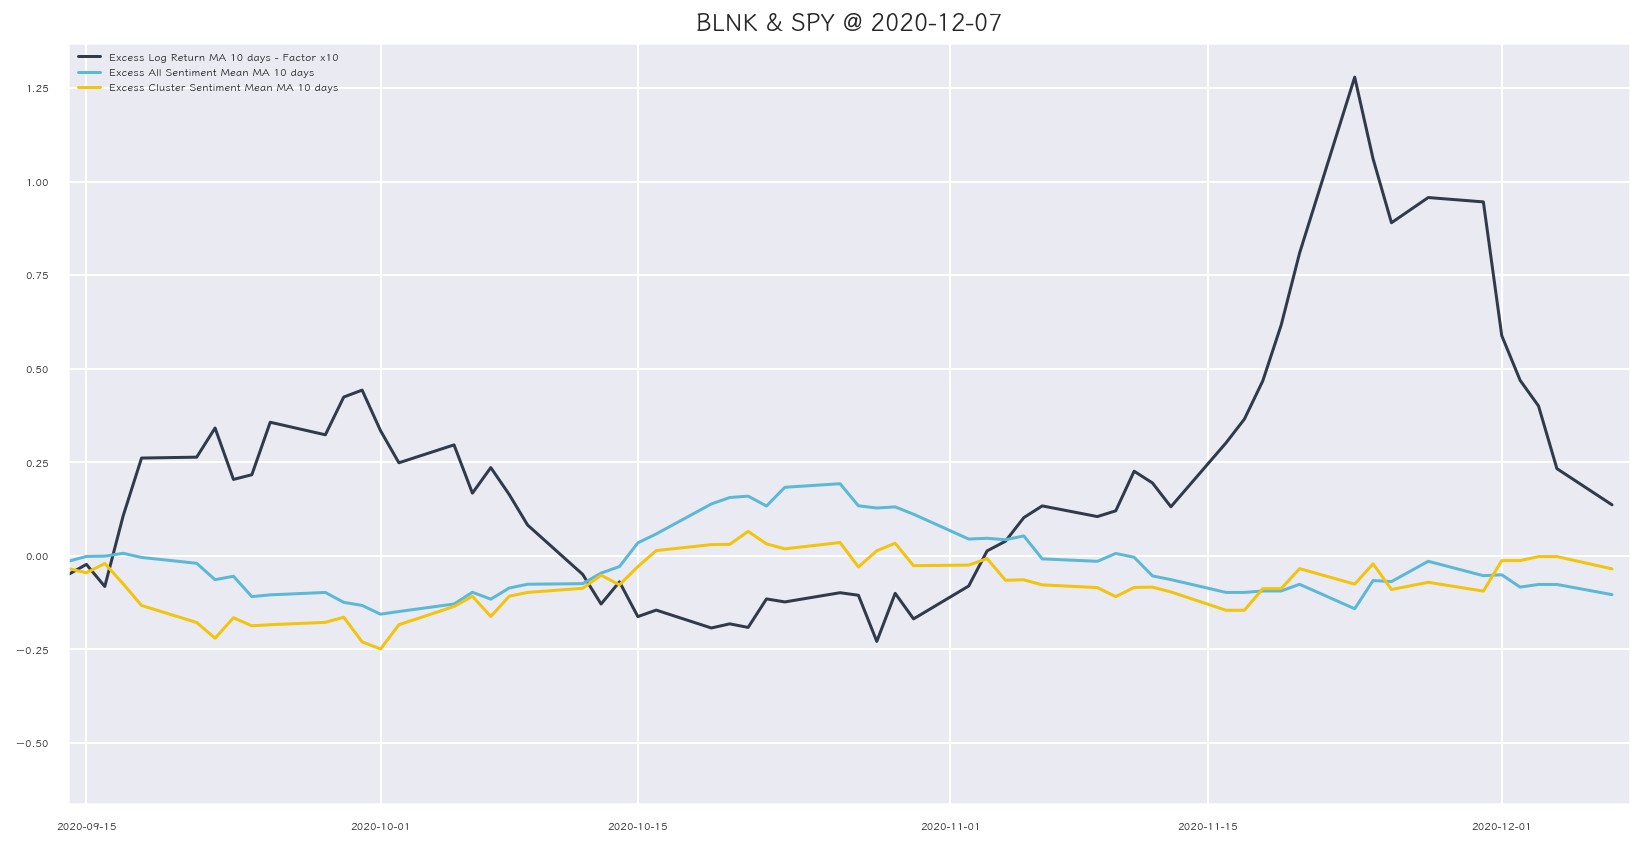 BLNK & SPY @ 2020-12-07
Excess Log Return MA 10 days - Factor x10
Excess All Sentiment Mean MA 10 days
Excess Cluster Sentiment Mean MA 10 days
1.25
1.00
0.75
0.50
0.25
0.00
−0.25
−0.50
2020-09-15 2020-10-01 2020-10-15 2020-11-01 2020-11-15 2020-12-01